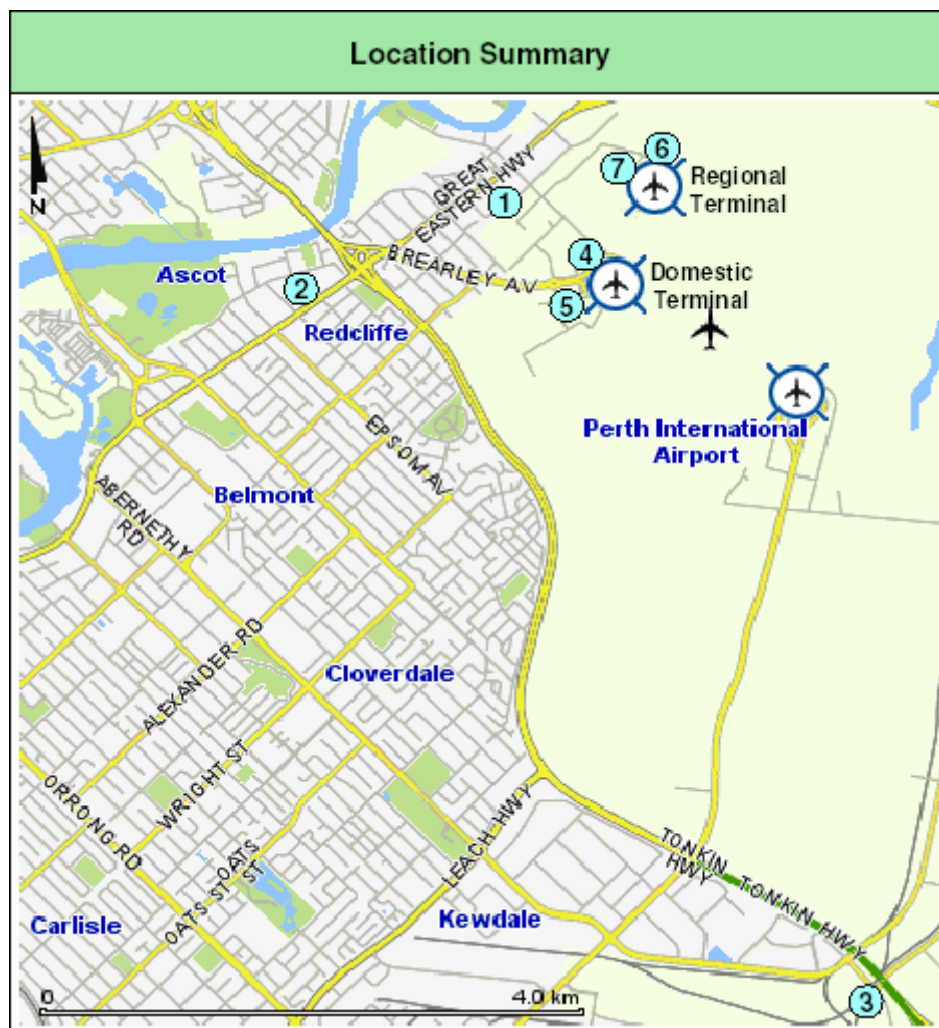 Location Summary
N
GREAT
EASTERN HWY
1
6
7
Regional
Terminal
BREARLEY AV
4
5
Domestic
Terminal
Ascot
2
Redcliffe
Perth International
Airport
EPSOM AV
Belmont
ABERNETHY
RD
ALEXANDER RD
Cloverdale
WRIGHT ST
ORRONG RD
OATS ST
OATS
ST
LEACH HWY
TONKIN
HWY
TONKIN HWY
Carlisle
Kewdale
3
0
4.0 km